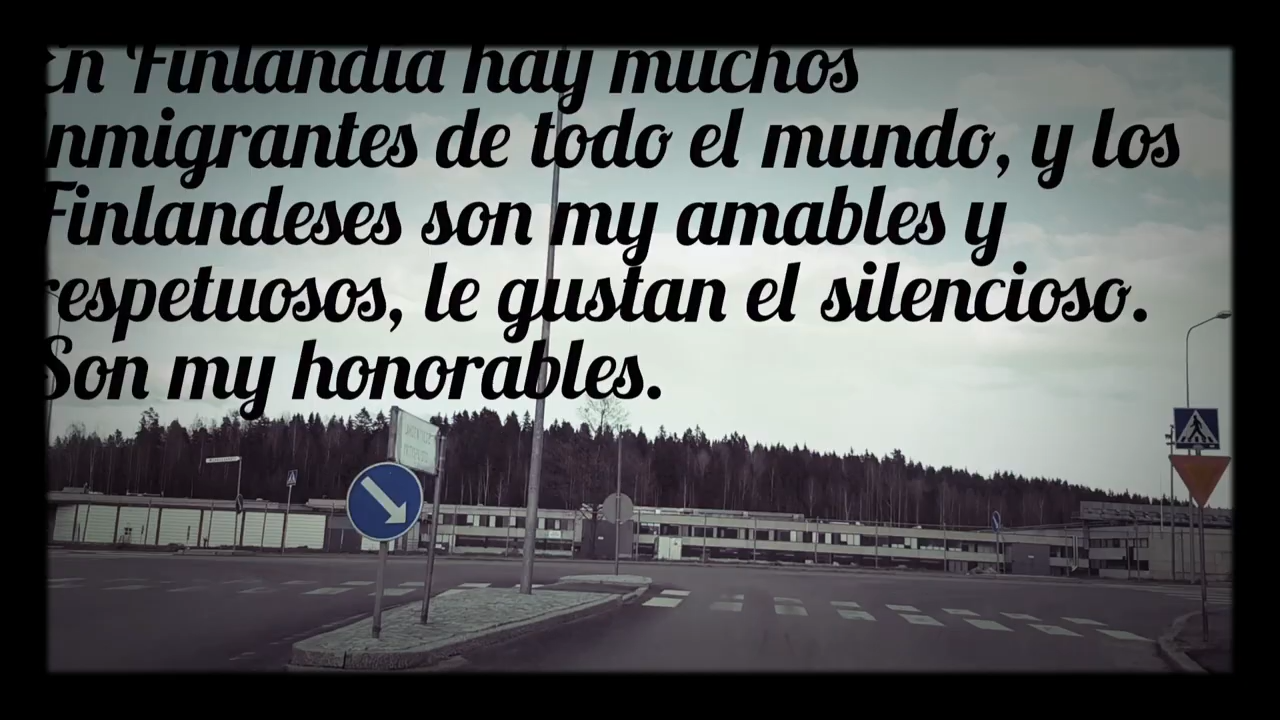 En Finlandia hay muchos
inmigrantes de todo el mundo, y los
Finlandeses son my amables y
respetuosos, le gustan el silencioso.
Son my honorables.